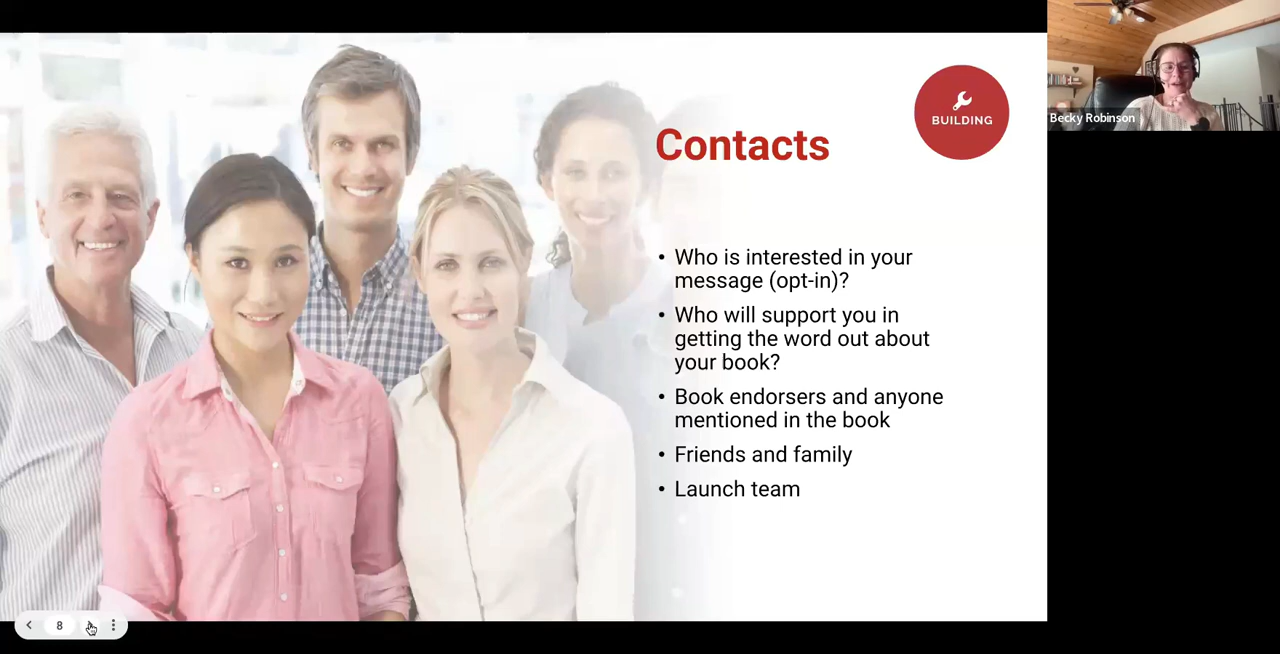 BUILDING
Contacts
Becky Robinson
• Who is interested in your
message (opt-in)?
• Who will support you in
getting the word out about
your book?
• Book endorsers and anyone
mentioned in the book
• Friends and family
• Launch team
8